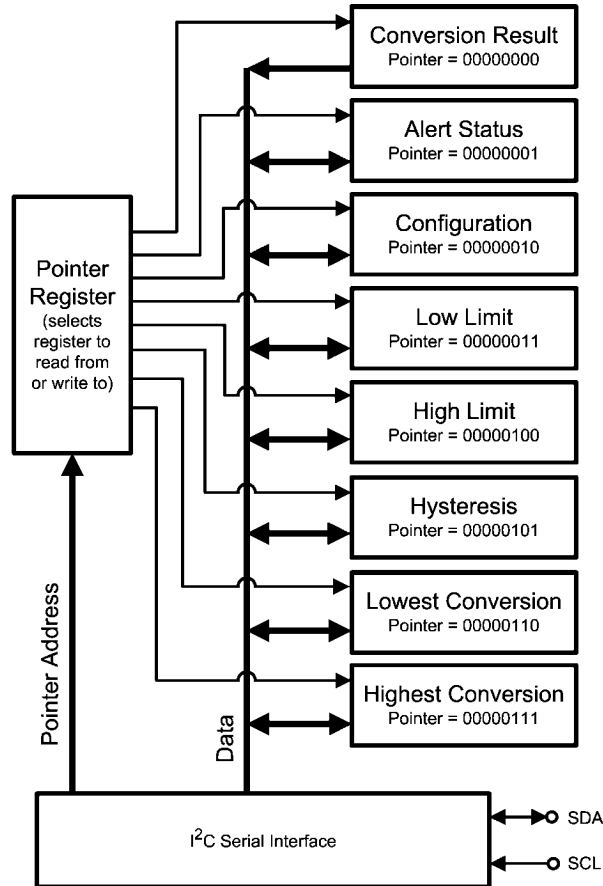 Conversion Result
Pointer = 00000000
Alert Status
Pointer = 00000001
Configuration
Pointer = 00000010
Pointer
Register
(selects
register to
read from
or write to)
Low Limit
Pointer = 00000011
High Limit
Pointer = 00000100
Hysteresis
Pointer = 00000101
Lowest Conversion
Pointer = 00000110
Highest Conversion
Pointer = 00000111
Pointer Address
Data
I²C Serial Interface
SDA
SCL